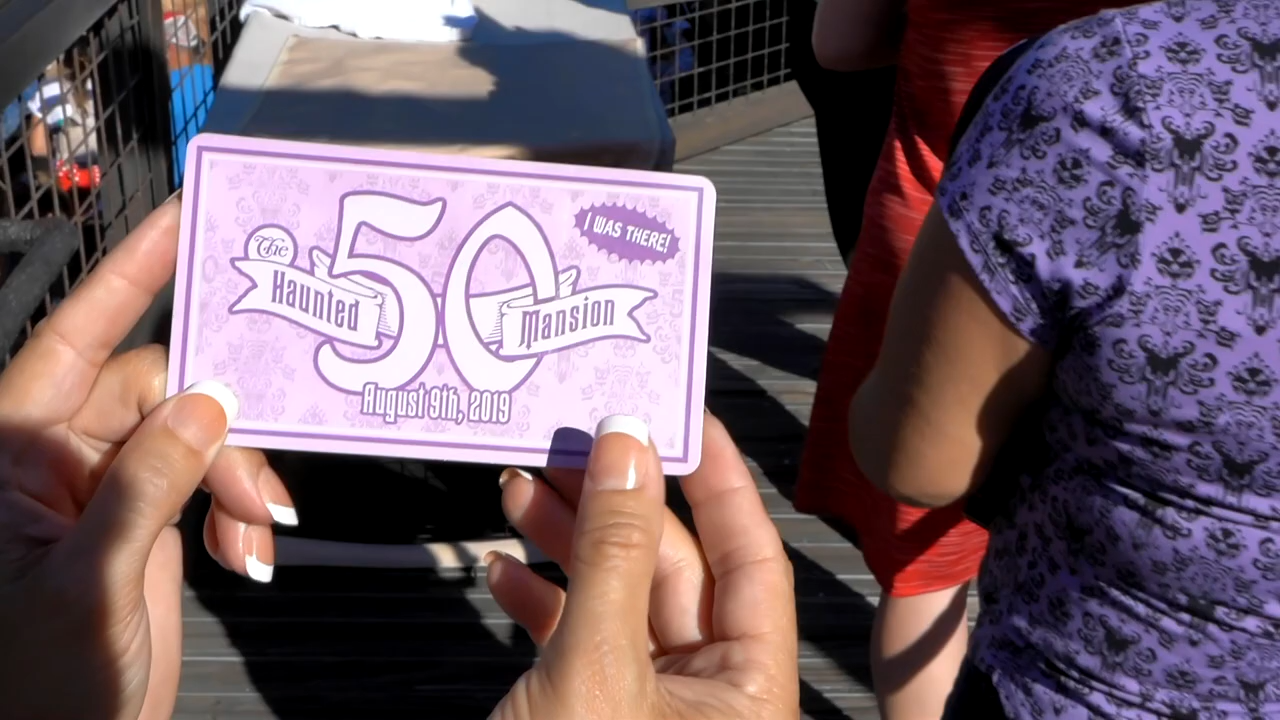 The
Haunted
50
Mansion
I WAS THERE!
August 9th, 2019